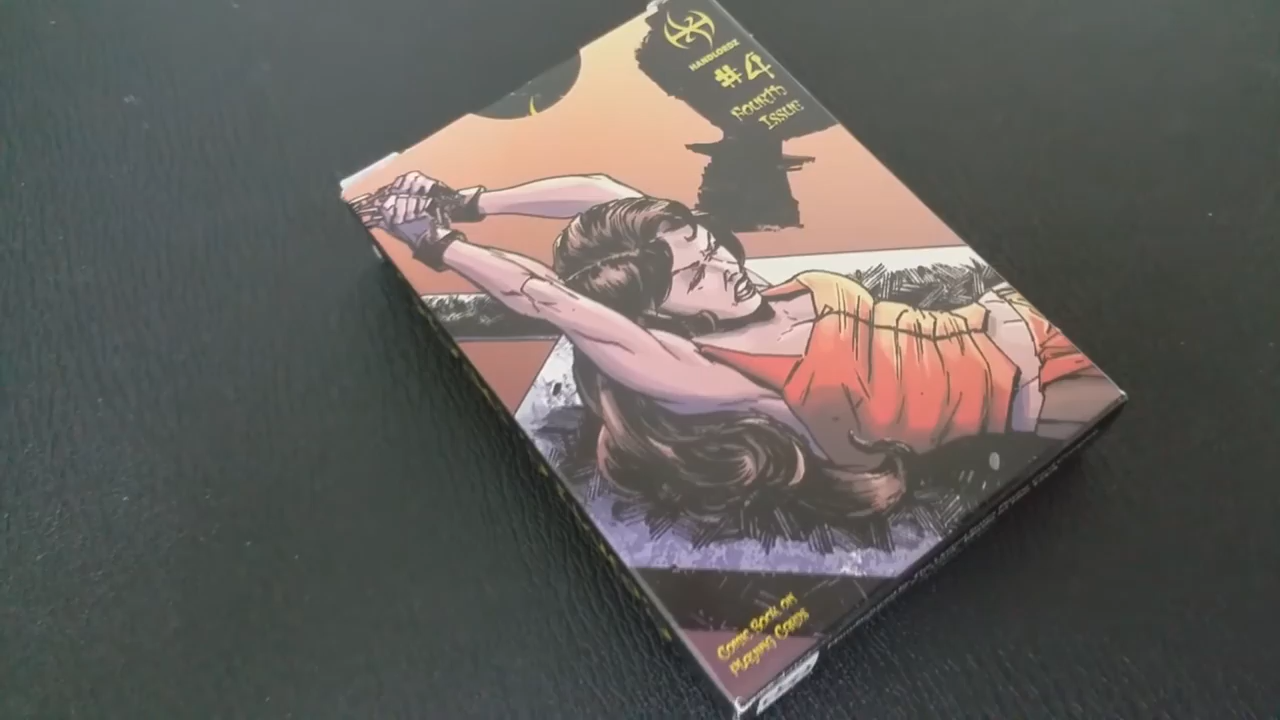 HANDLORDZ
#4
FOURTH
ISSUE
COMIC BOOK ON
PLAYING CARDS